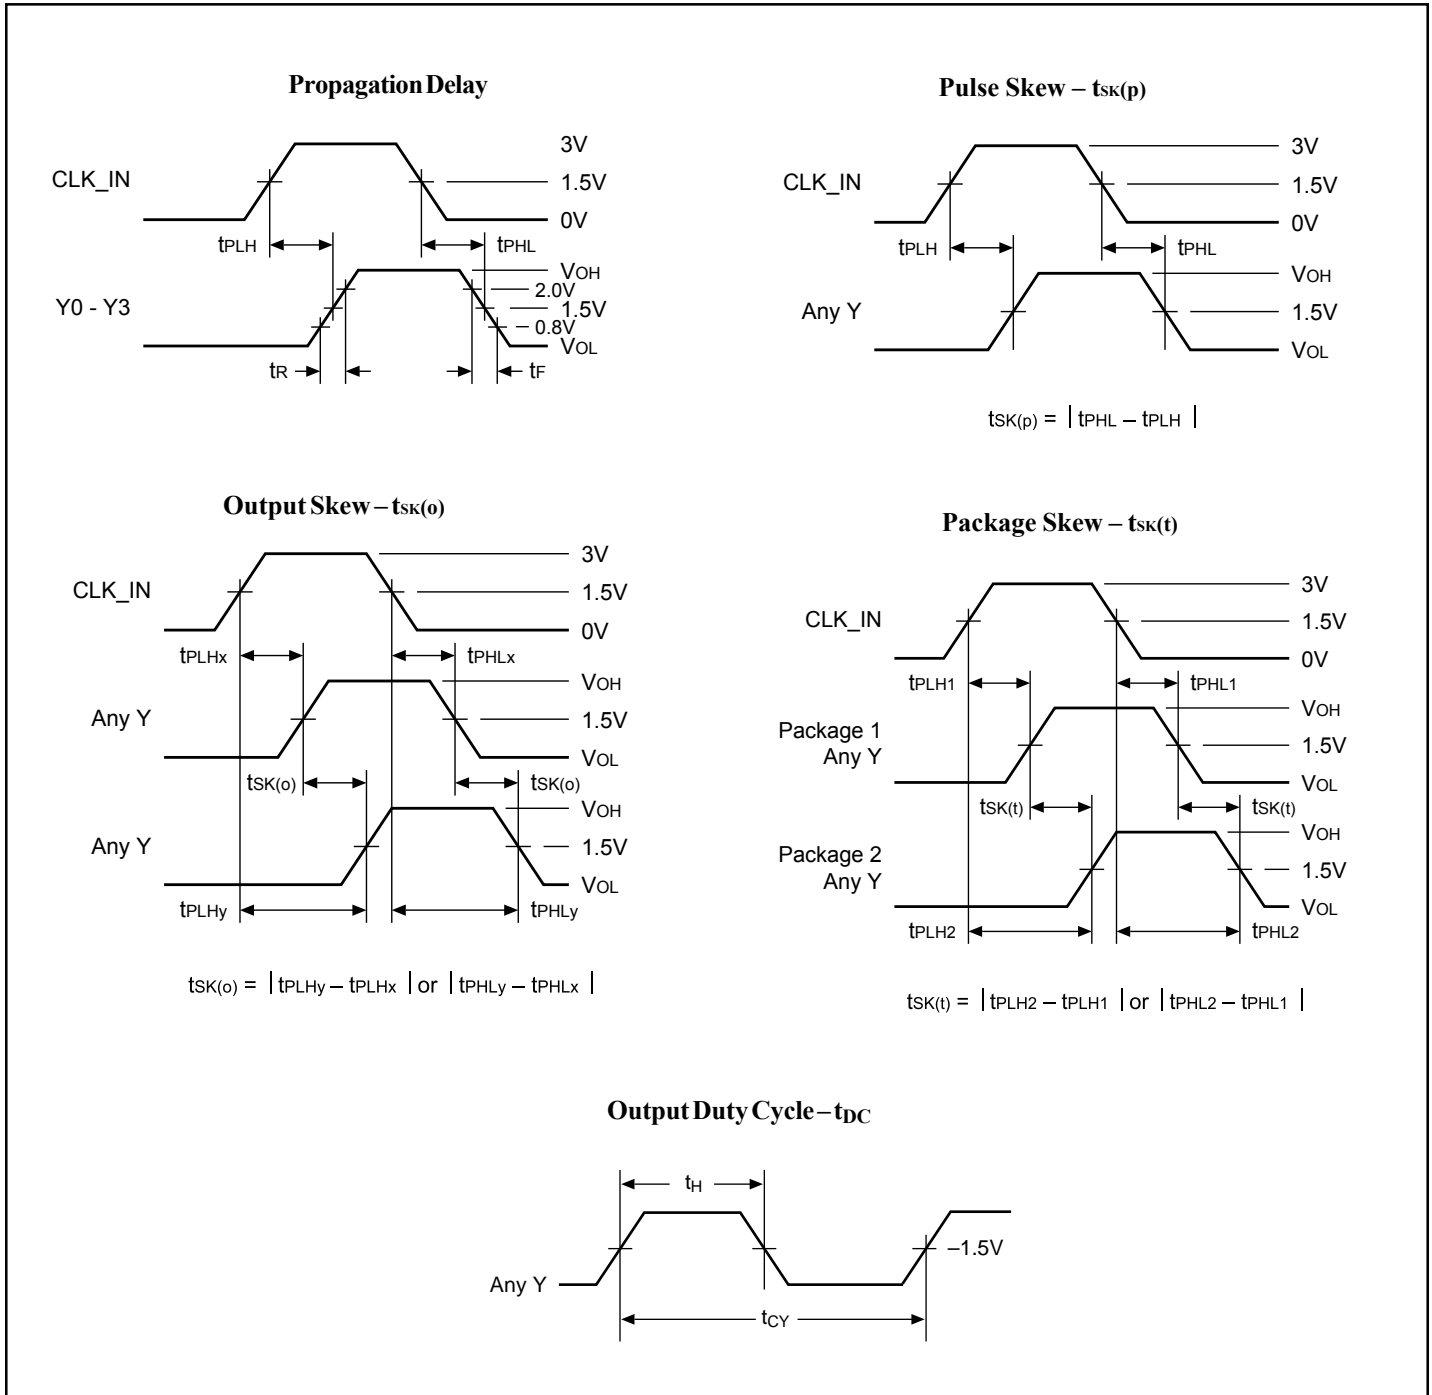 Propagation Delay
CLK_IN
3V
1.5V
0V
tPLH
tPHL
Y0 - Y3
VOH
2.0V
1.5V
0.8V
VOL
tR
tF
Pulse Skew – tSK(p)
CLK_IN
3V
1.5V
0V
tPLH
tPHL
Any Y
VOH
1.5V
VOL
tSK(p) = | tPHL – tPLH |
Output Skew – tSK(o)
CLK_IN
3V
1.5V
0V
tPLHx
tPHLx
Any Y
VOH
1.5V
VOL
tSK(o)
tSK(o)
Any Y
VOH
1.5V
VOL
tPLHy
tPHLy
tSK(o) = | tPLHy – tPLHx | or | tPHLy – tPHLx |
Package Skew – tSK(t)
CLK_IN
3V
1.5V
0V
tPLH1
tPHL1
Package 1
Any Y
VOH
1.5V
VOL
tSK(t)
tSK(t)
Package 2
Any Y
VOH
1.5V
VOL
tPLH2
tPHL2
tSK(t) = | tPLH2 – tPLH1 | or | tPHL2 – tPHL1 |
Output Duty Cycle – tDC
tH
Any Y
–1.5V
tCY